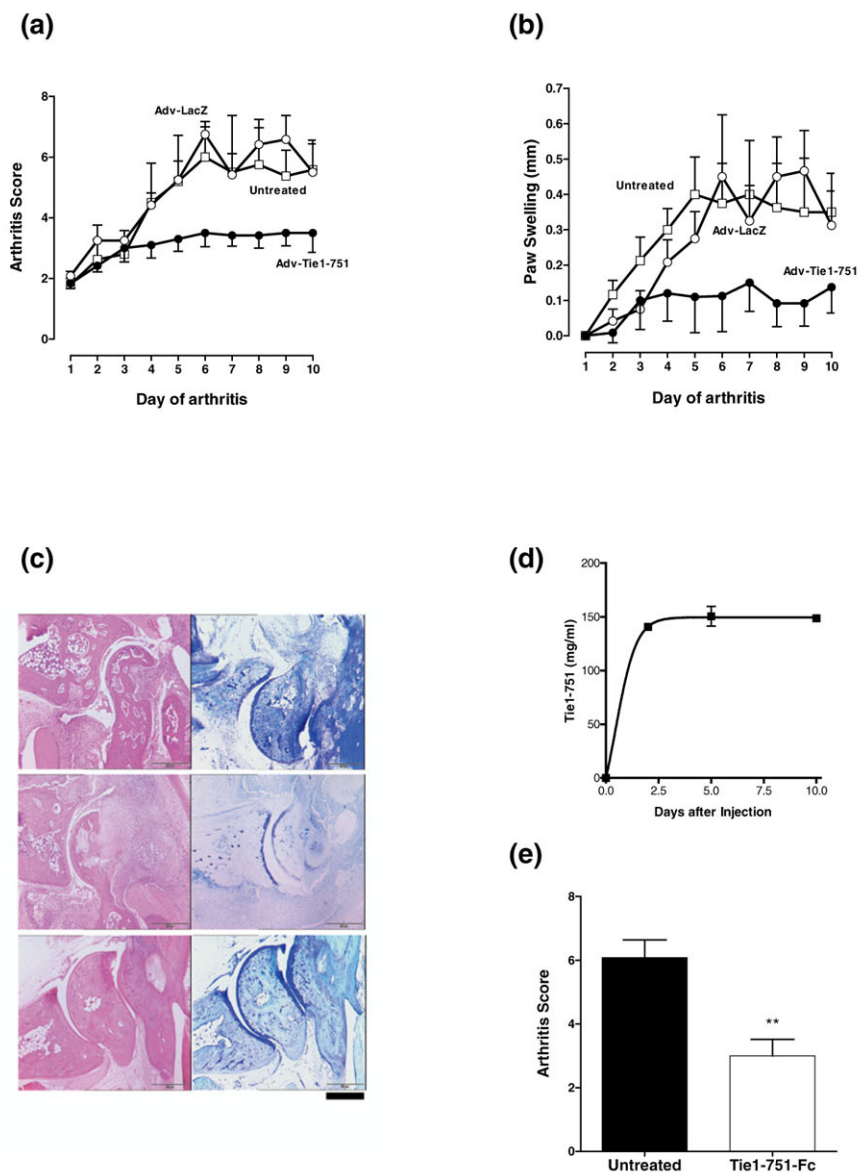 (a)
8
6
4
2
0
Arthritis Score
Adv-LacZ
Untreated
Adv-Tie1-751
1 2 3 4 5 6 7 8 9 10
Day of arthritis
(b)
0.7
0.6
0.5
0.4
0.3
0.2
0.1
0.0
Paw Swelling (mm)
Untreated
Adv-LacZ
Adv-Tie1-751
1 2 3 4 5 6 7 8 9 10
Day of arthritis
(c)
(d)
200
150
100
50
0
Tie1-751 (mg/ml)
0.0 2.5 5.0 7.5 10.0
Days after Injection
(e)
8
6
4
2
0
Arthritis Score
**
Untreated Tie1-751-Fc